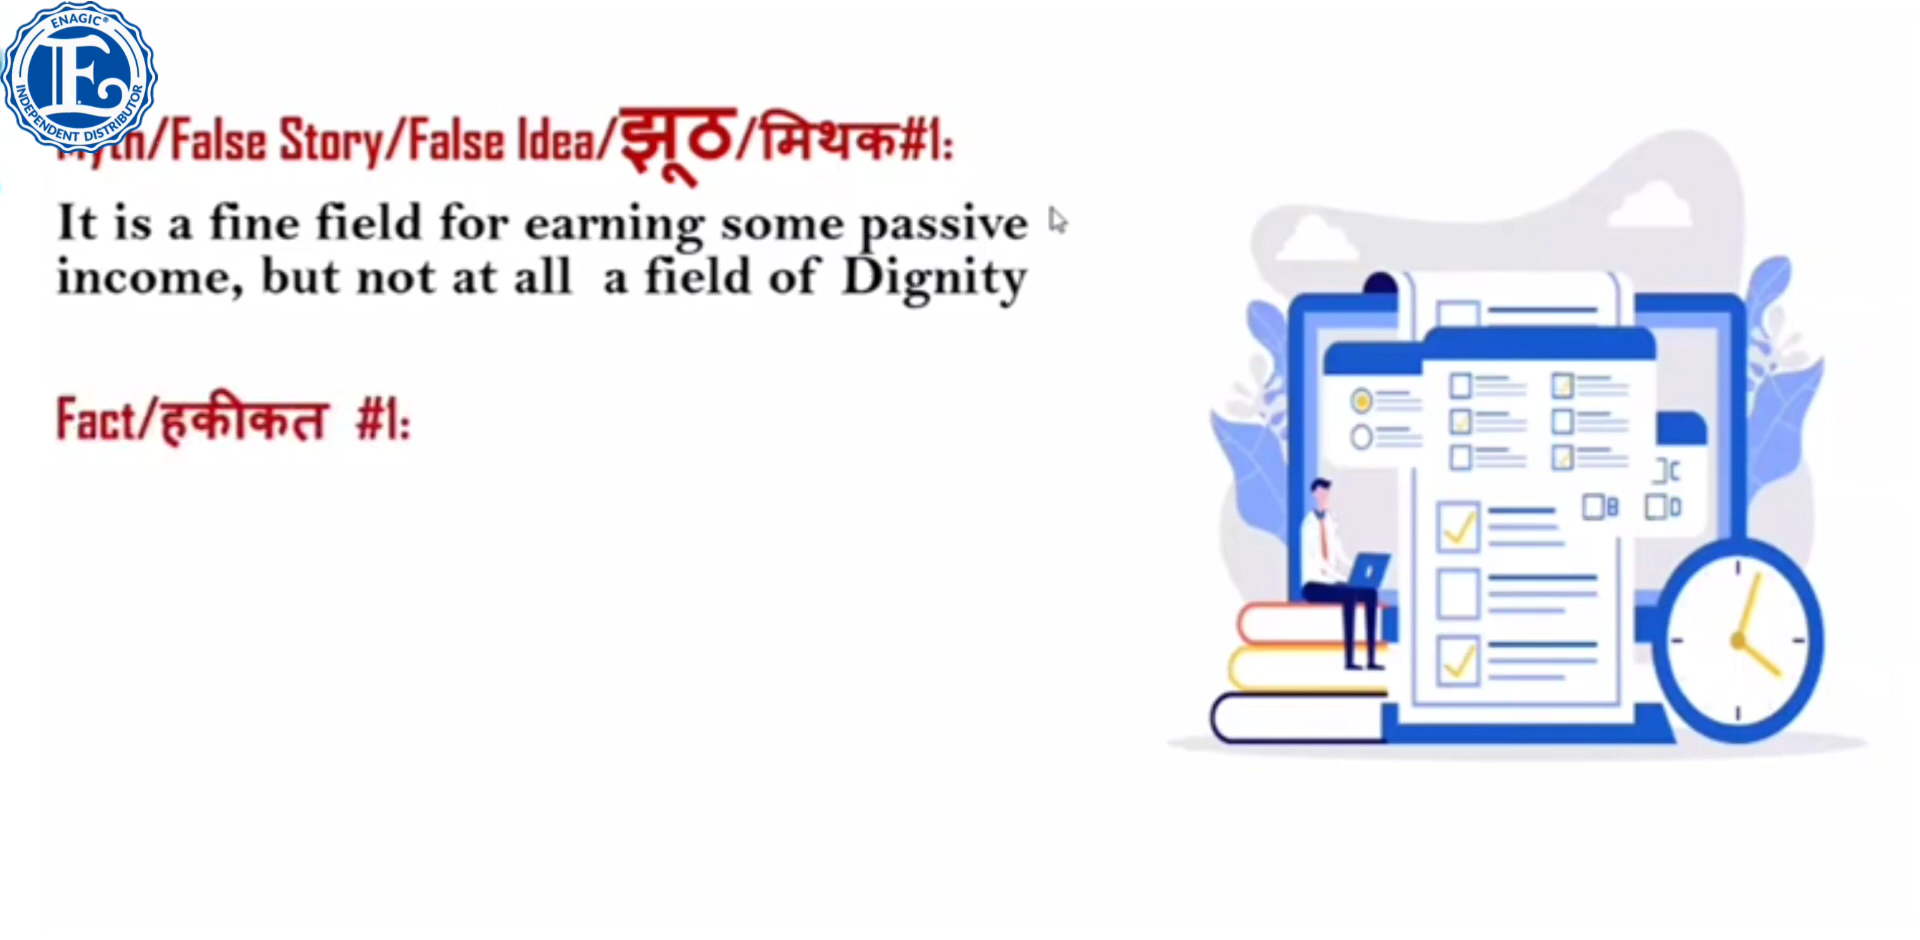 ENAGIC®
E
INDEPENDENT DISTRIBUTOR
/False Story/False Idea/झूठ/मिथक#1:
It is a fine field for earning some passive
income, but not at all a field of Dignity
Fact/हकीकत #1:
C
B D